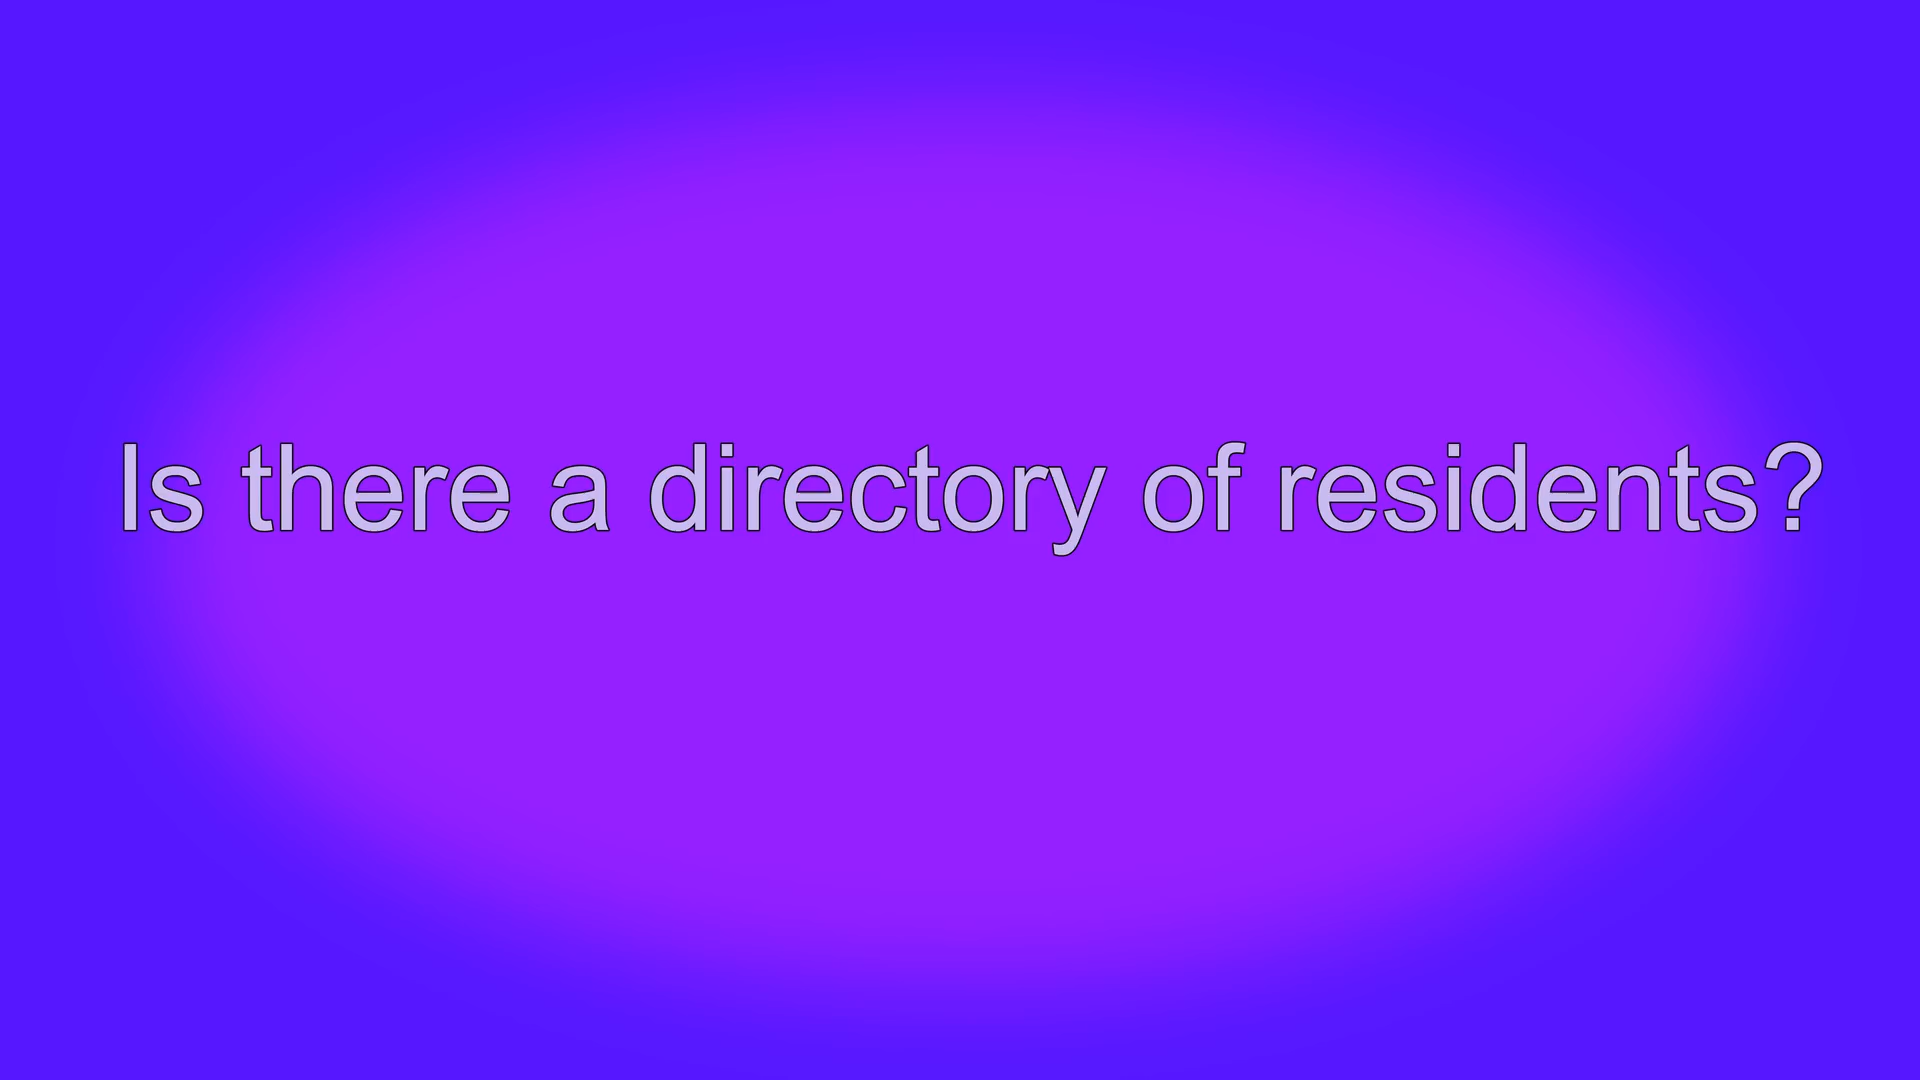 Is there a directory of residents?